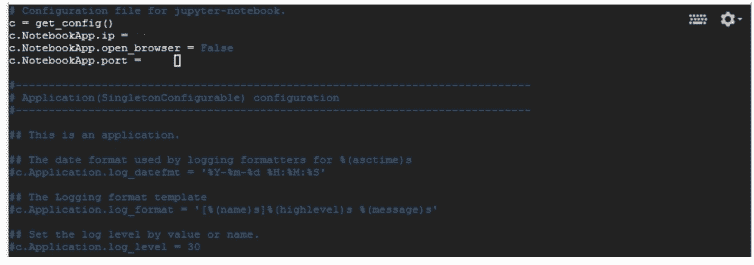 # Configuration file for jupyter-notebook.
c = get_config()
c.NotebookApp.ip =
c.NotebookApp.open_browser = False
c.NotebookApp.port =
#------------------------------------------------------------------------------
# Application(SingletonConfigurable) configuration
#------------------------------------------------------------------------------
## This is an application.
## The date format used by logging formatters for %(asctime)s
#c.Application.log_datefmt = '%Y-%m-%d %H:%M:%S'
## The Logging format template
#c.Application.log_format = '[%(name)s]%(highlevel)s %(message)s'
## Set the log level by value or name.
#c.Application.log_level = 30